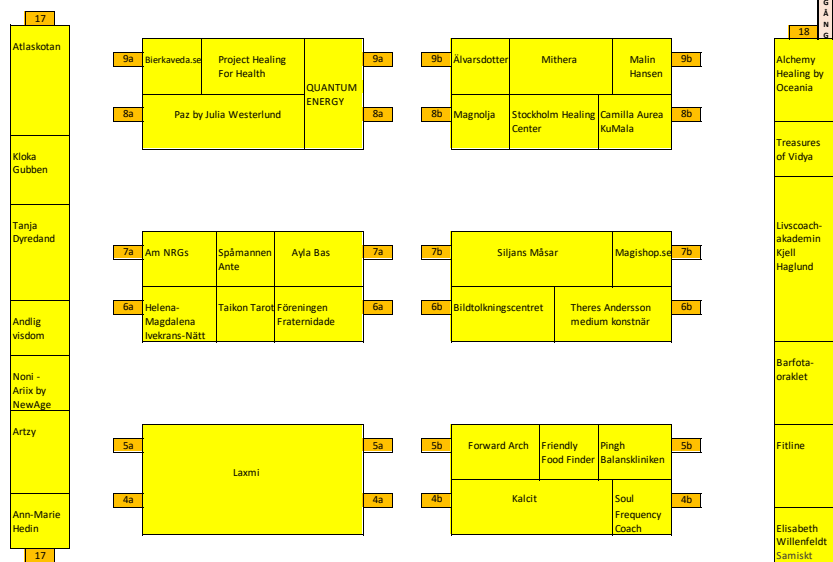 17
Atlaskotan
Kloka
Gubben
Tanja
Dyredand
Andlig
visdom
Noni -
Ariix by
NewAge
Artzy
Ann-Marie
Hedin
17
9a
Bierkaveda.se
Project Healing
For Health
QUANTUM
ENERGY
9a
8a
Paz by Julia Westerlund
8a
9b
Älvarsdotter
Mithera
Malin
Hansen
9b
8b
Magnolja
Stockholm Healing
Center
Camilla Aurea
KuMala
8b
7a
Am NRGs
Spåmannen
Ante
Ayla Bas
7a
6a
Helena-
Magdalena
Ivekrans-Nätt
Taikon Tarot
Föreningen
Fraternidade
6a
7b
Siljans Måsar
Magishop.se
7b
6b
Bildtolkningscentret
Theres Andersson
medium konstnär
6b
5a
Laxmi
5a
4a
4a
5b
Forward Arch
Friendly
Food Finder
Pingh
Balanskliniken
5b
4b
Kalcit
Soul
Frequency
Coach
4b
G
Å
N
G
18
Alchemy
Healing by
Oceania
Treasures
of Vidya
Livscoach-
akademin
Kjell
Haglund
Barfota-
oraklet
Fitline
Elisabeth
Willenfeldt
Samiskt